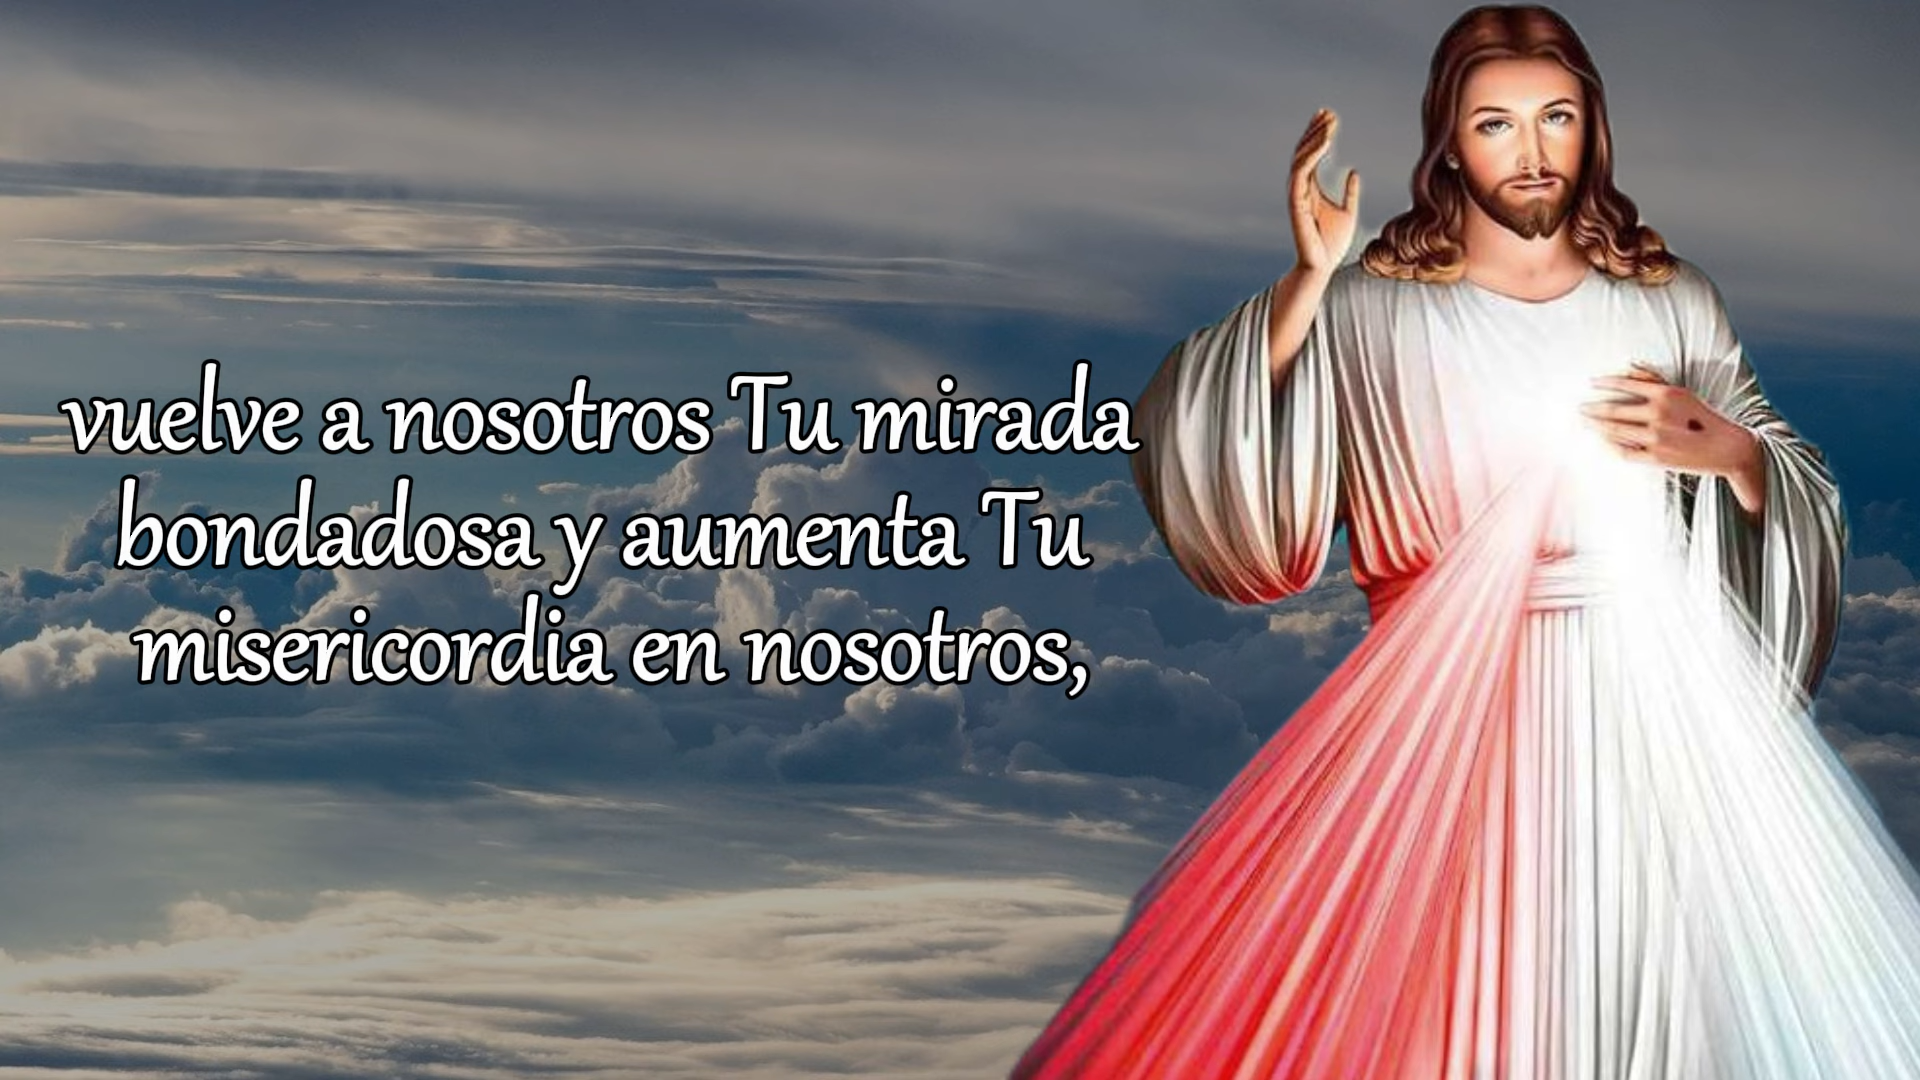 vuelve a nosotros Tu mirada
bondadosa y aumenta Tu
misericordia en nosotros,